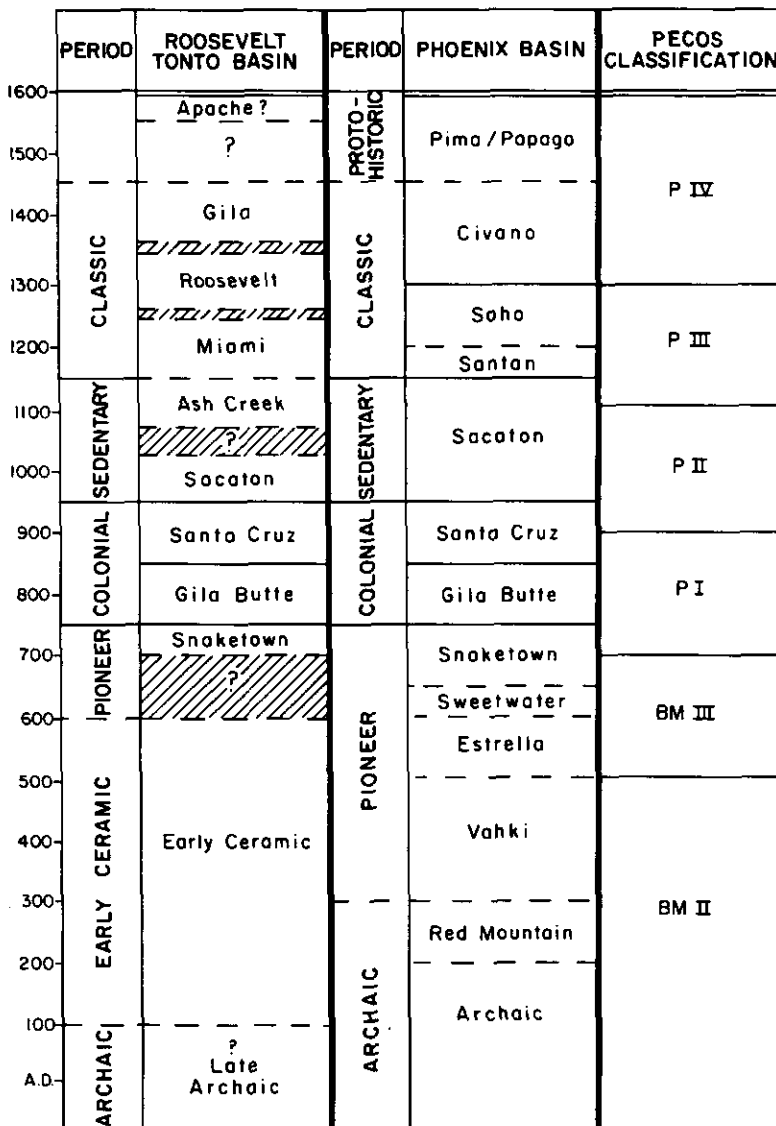 PERIOD
ROOSEVELT
TONTO BASIN
PERIOD
PHOENIX BASIN
PECOS
CLASSIFICATION
1600
1500
1400
1300
1200
1100
1000
900
800
700
600
500
400
300
200
100
A.D.
CLASSIC
SEDENTARY
COLONIAL
PIONEER
EARLY CERAMIC
ARCHAIC
Apache?
?
Gila
Roosevelt
Miami
Ash Creek
?
Sacaton
Santa Cruz
Gila Butte
Snaketown
?
Early Ceramic
?
Late
Archaic
PROTO-
HISTORIC
CLASSIC
SEDENTARY
COLONIAL
PIONEER
ARCHAIC
Pima/Papago
Civano
Soho
Santan
Sacaton
Santa Cruz
Gila Butte
Snaketown
Sweetwater
Estrella
Vahki
Red Mountain
Archaic
P IV
P III
P II
P I
BM III
BM II